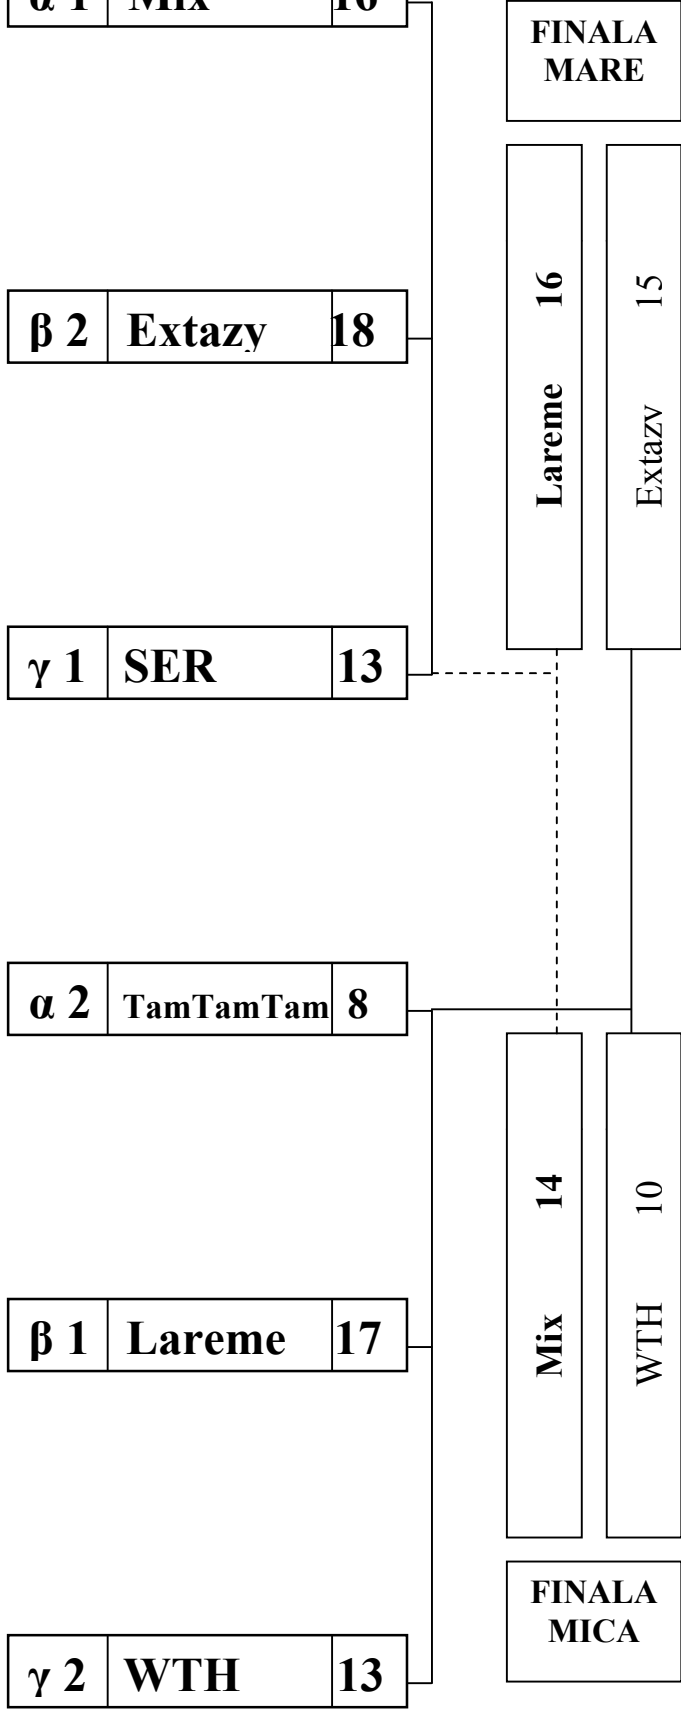 α 1 Mix 16
FINALA
MARE
Lareme 16
Extazy 15
β 2 Extazy 18
γ 1 SER 13
α 2 TamTamTam 8
β 1 Lareme 17
Mix 14
WTH 10
FINALA
MICA
γ 2 WTH 13